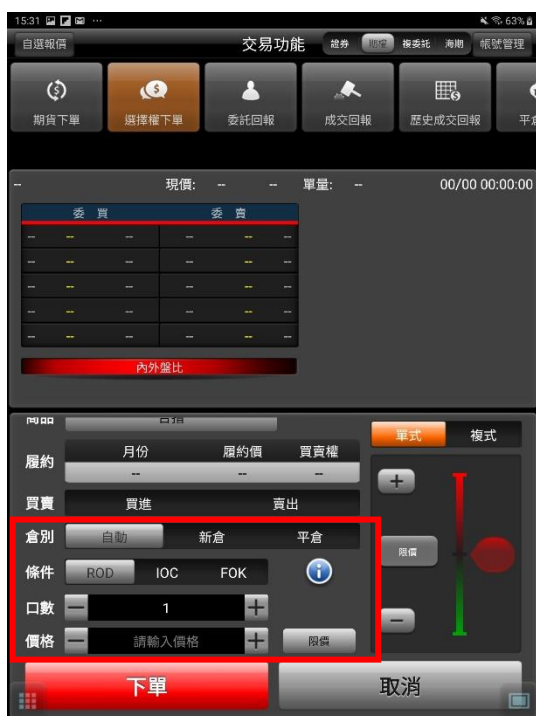 15:31 63%
自選報價 交易功能 證券 期權 複委託 海期 帳號管理
期貨下單 選擇權下單 委託回報 成交回報 歷史成交回報 平倉
-- 現價: -- -- 單量: -- 00/00 00:00:00
委 買 委 賣
-- -- -- -- -- --
-- -- -- -- -- --
-- -- -- -- -- --
-- -- -- -- -- --
-- -- -- -- -- --
內外盤比
商品 台指
單式 複式
履約 月份 履約價 買賣權
-- -- --
買賣 買進 賣出
倉別 自動 新倉 平倉
限價
條件 ROD IOC FOK
口數 1
價格 請輸入價格 限價
下單 取消